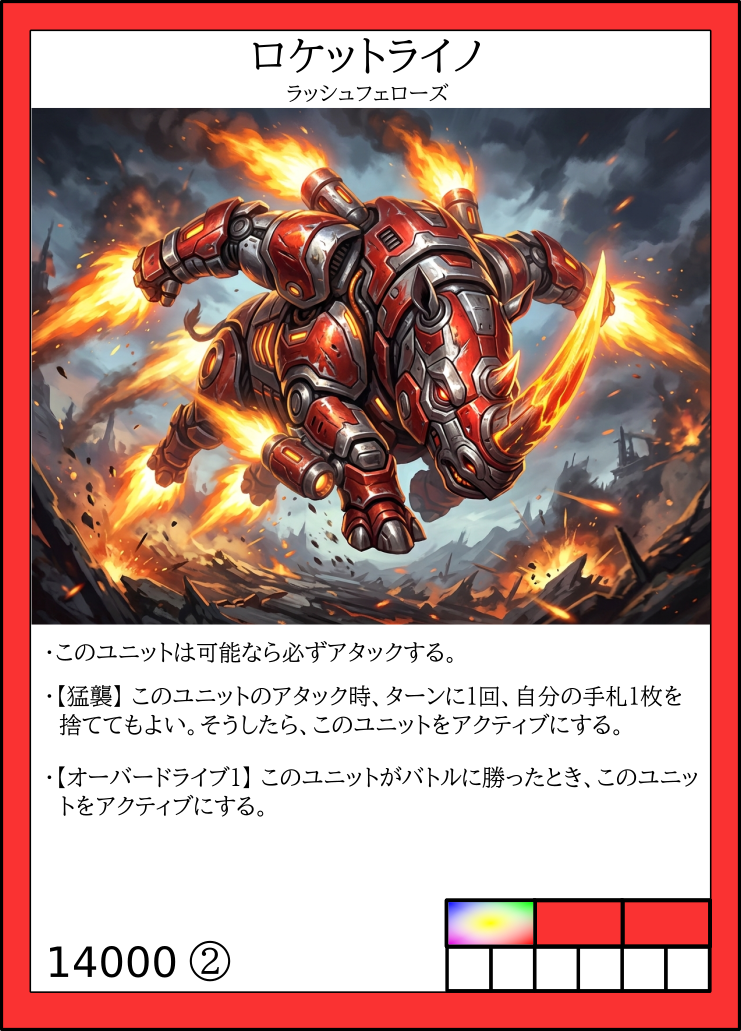 ロケットライノ
ラッシュフェローズ
・このユニットは可能なら必ずアタックする。
・【猛襲】このユニットのアタック時、ターンに1回、自分の手札1枚を
捨ててもよい。そうしたら、このユニットをアクティブにする。
・【オーバードライブ1】このユニットがバトルに勝ったとき、このユニッ
トをアクティブにする。
14000 ②